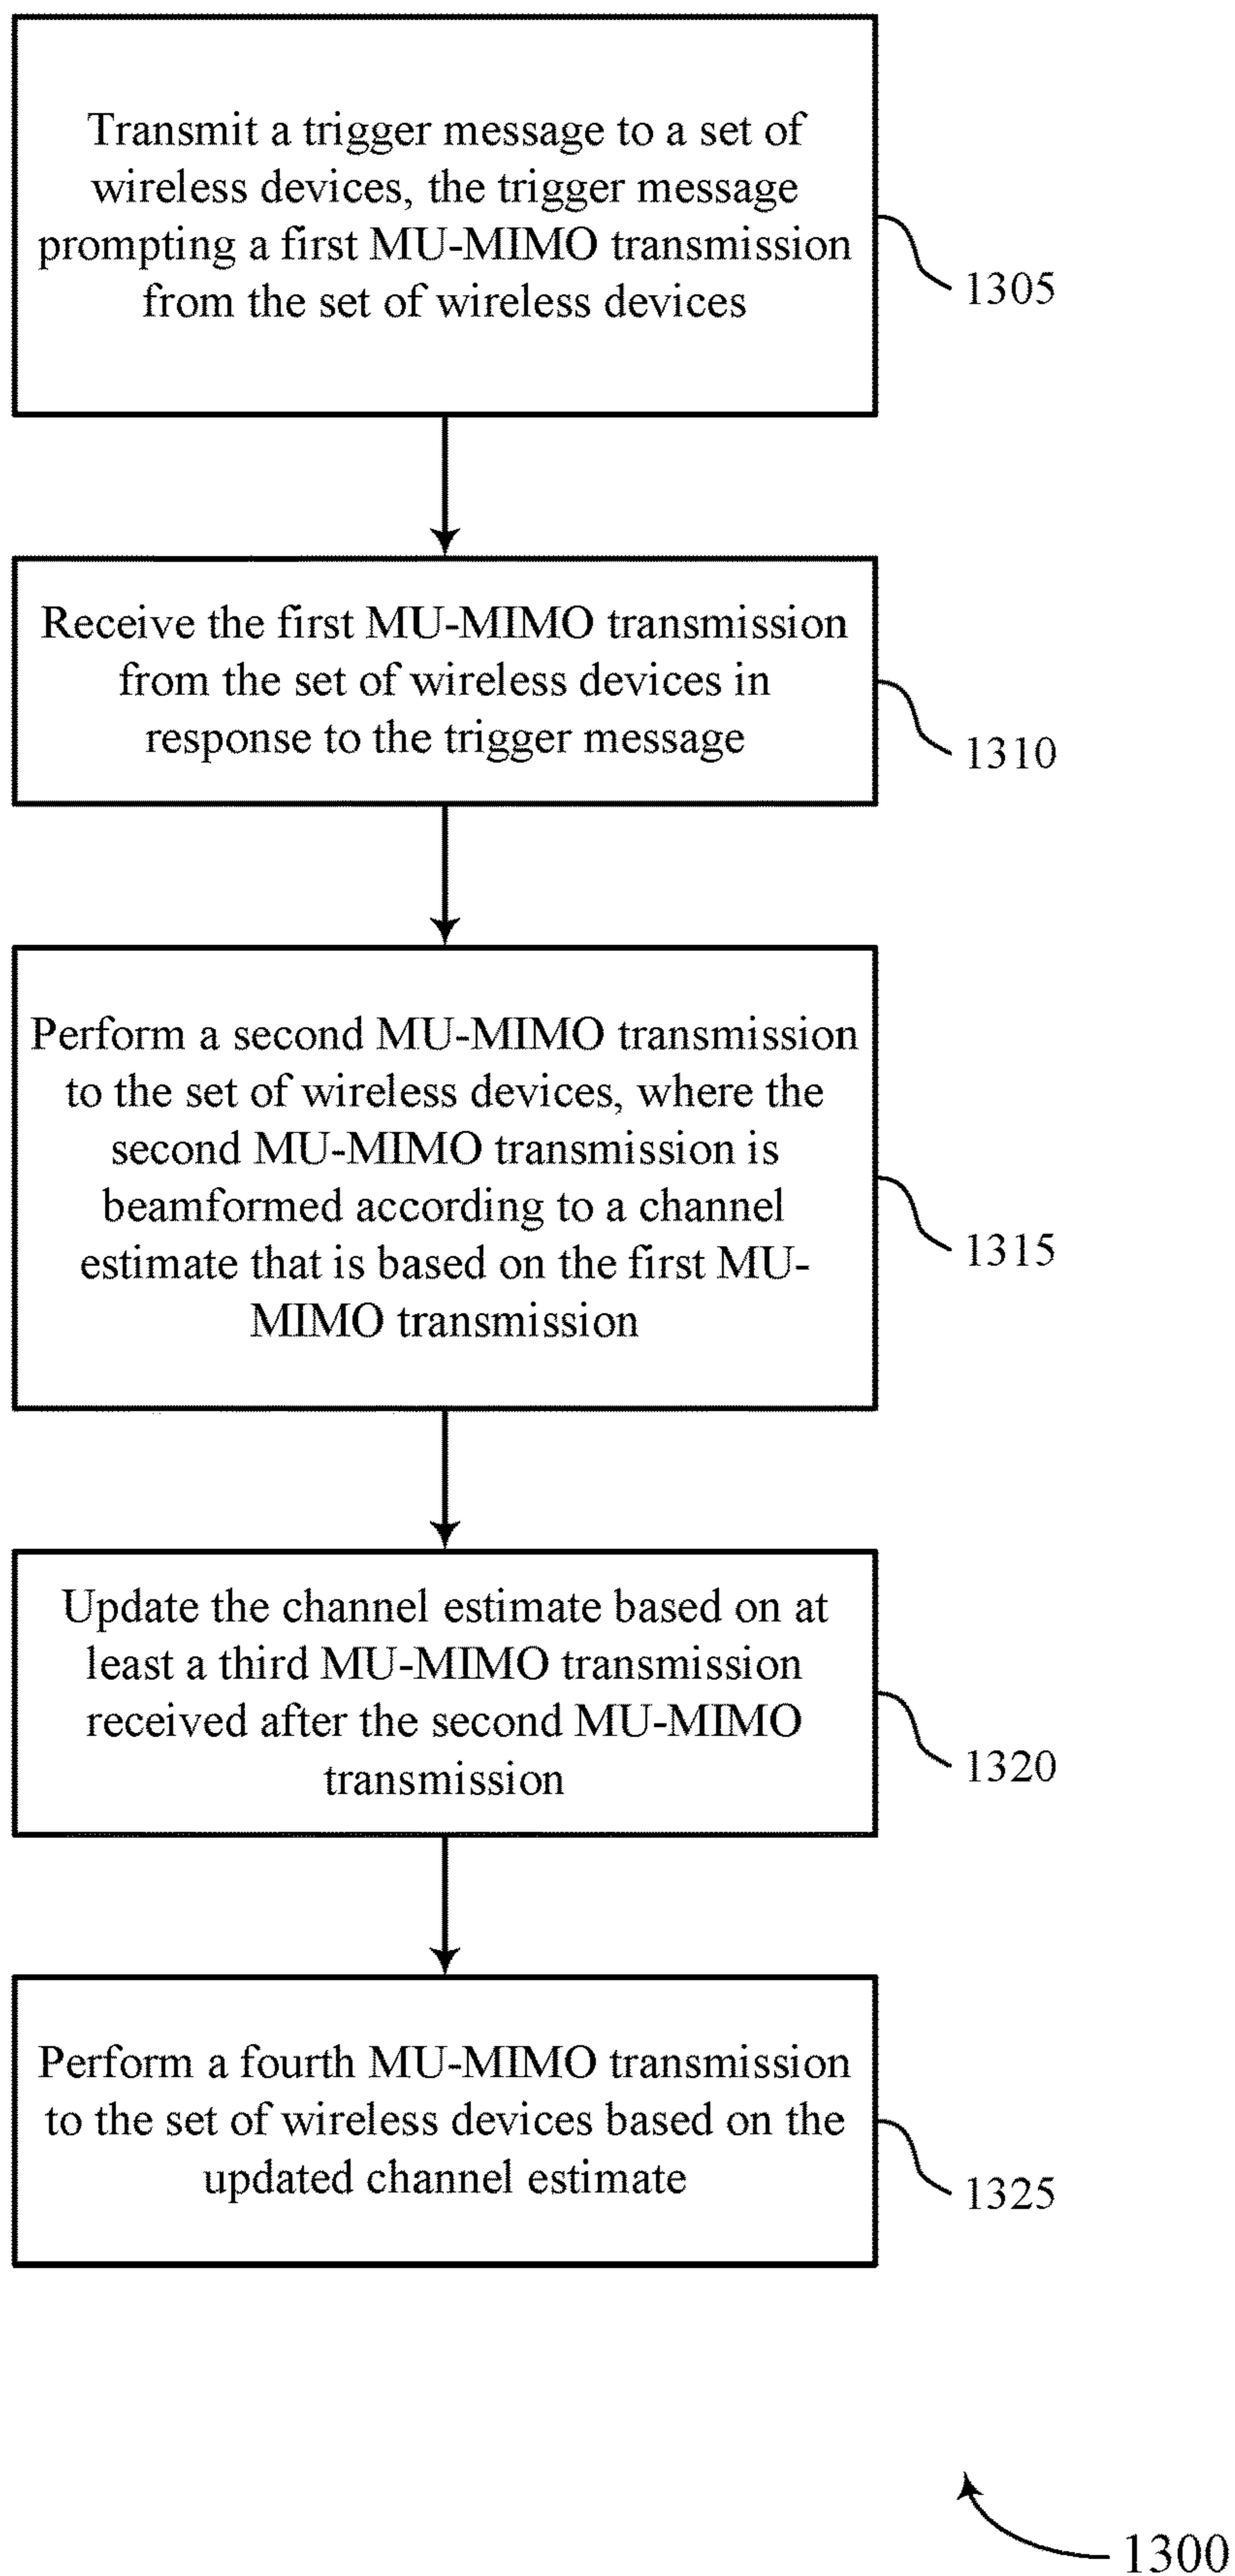 Transmit a trigger message to a set of
wireless devices, the trigger message
prompting a first MU-MIMO transmission
from the set of wireless devices
1305
Receive the first MU-MIMO transmission
from the set of wireless devices in
response to the trigger message
1310
Perform a second MU-MIMO transmission
to the set of wireless devices, where the
second MU-MIMO transmission is
beamformed according to a channel
estimate that is based on the first MU-
MIMO transmission
1315
Update the channel estimate based on at
least a third MU-MIMO transmission
received after the second MU-MIMO
transmission
1320
Perform a fourth MU-MIMO transmission
to the set of wireless devices based on the
updated channel estimate
1325
1300